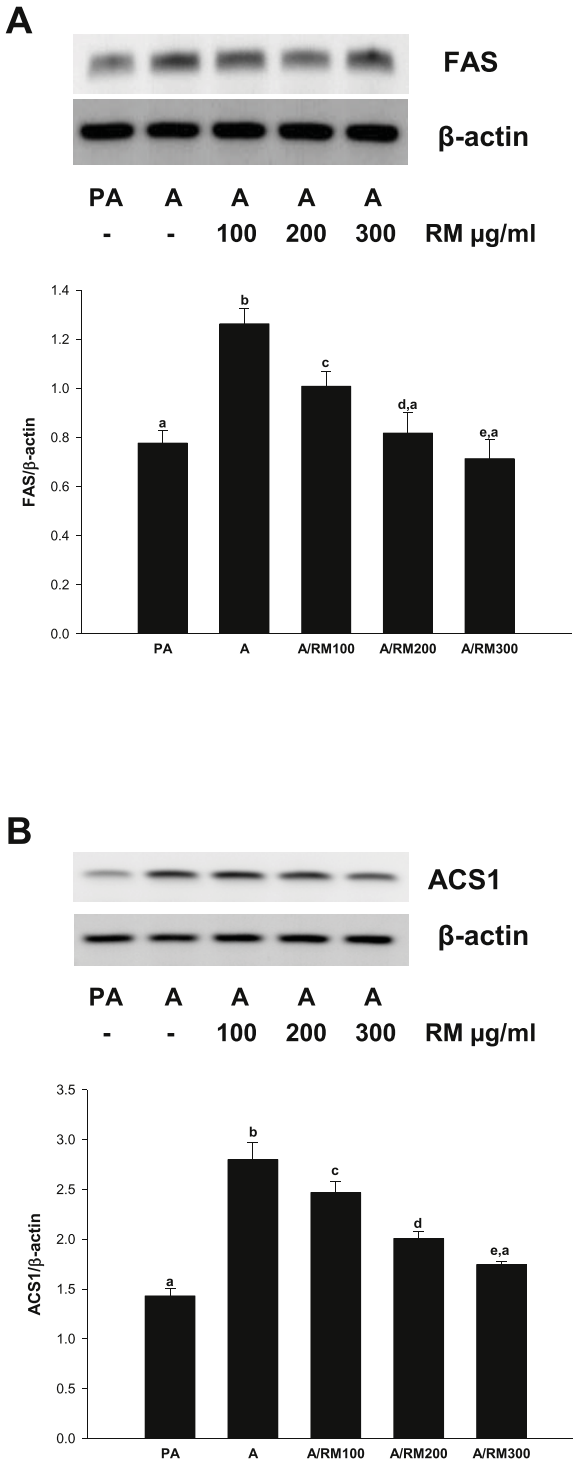 A
FAS
β-actin
PA A A A A
- - 100 200 300 RM µg/ml
1.4
1.2
1.0
0.8
0.6
0.4
0.2
0.0
FAS/β-actin
a
b
c
d,a
e,a
PA A A/RM100 A/RM200 A/RM300
B
ACS1
β-actin
PA A A A A
- - 100 200 300 RM µg/ml
3.5
3.0
2.5
2.0
1.5
1.0
0.5
0.0
ACS1/β-actin
a
b
c
d
e,a
PA A A/RM100 A/RM200 A/RM300